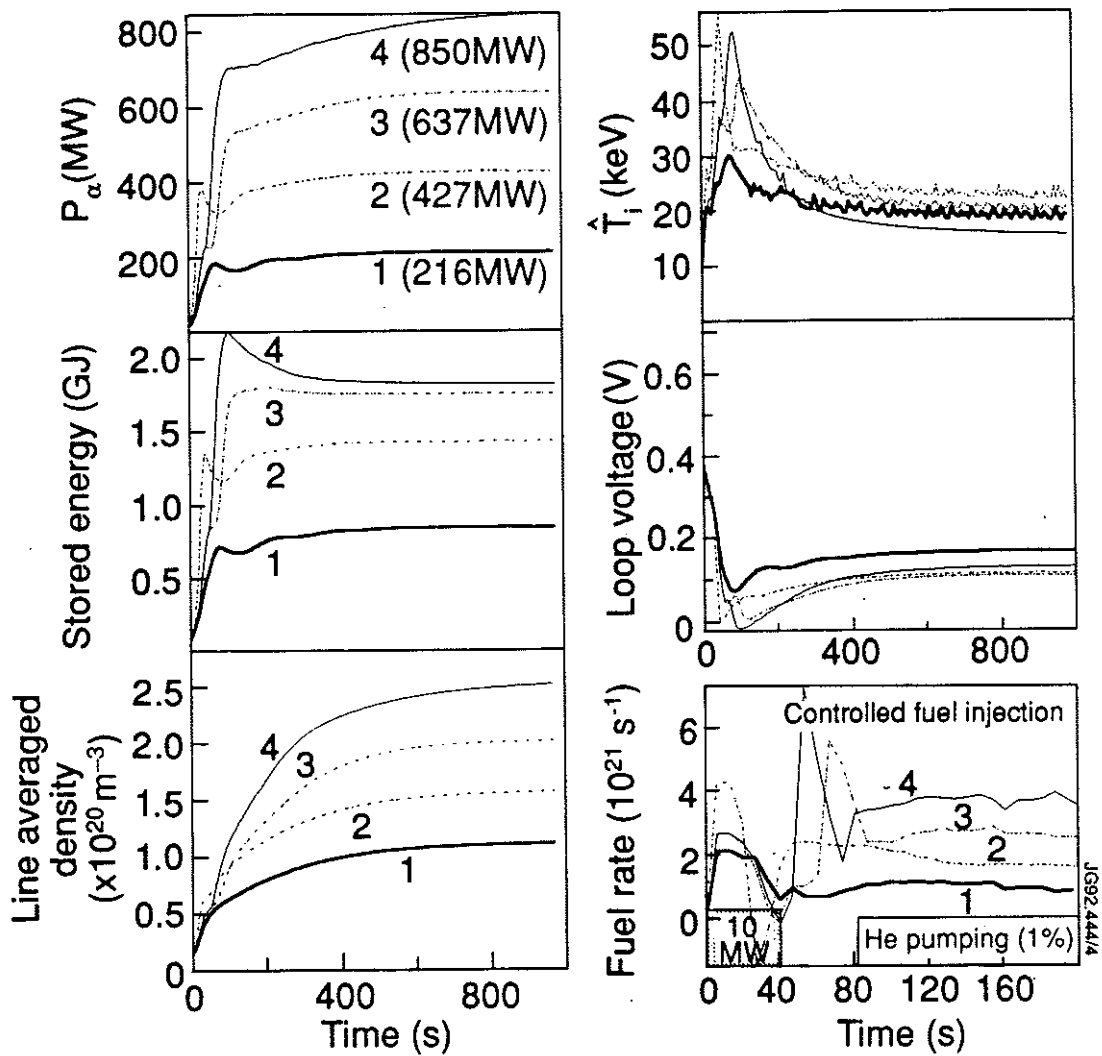 800
600
400
200
Pα (MW)
4 (850MW)
3 (637MW)
2 (427MW)
1 (216MW)
50
40
30
20
10
0
T̂i (keV)
2.0
1.5
1.0
0.5
Stored energy (GJ)
4
3
2
1
0.6
0.4
0.2
0
Loop voltage (V)
0
400
800
2.5
2.0
1.5
1.0
0.5
0
Line averaged
density
(x10²⁰m⁻³)
4
3
2
1
0
400
800
Time (s)
6
4
2
0
Fuel rate (10²¹ s⁻¹)
Controlled fuel injection
4
3
2
1
10
MW
He pumping (1%)
0
40
80
120
160
Time (s)
JG92.444/4